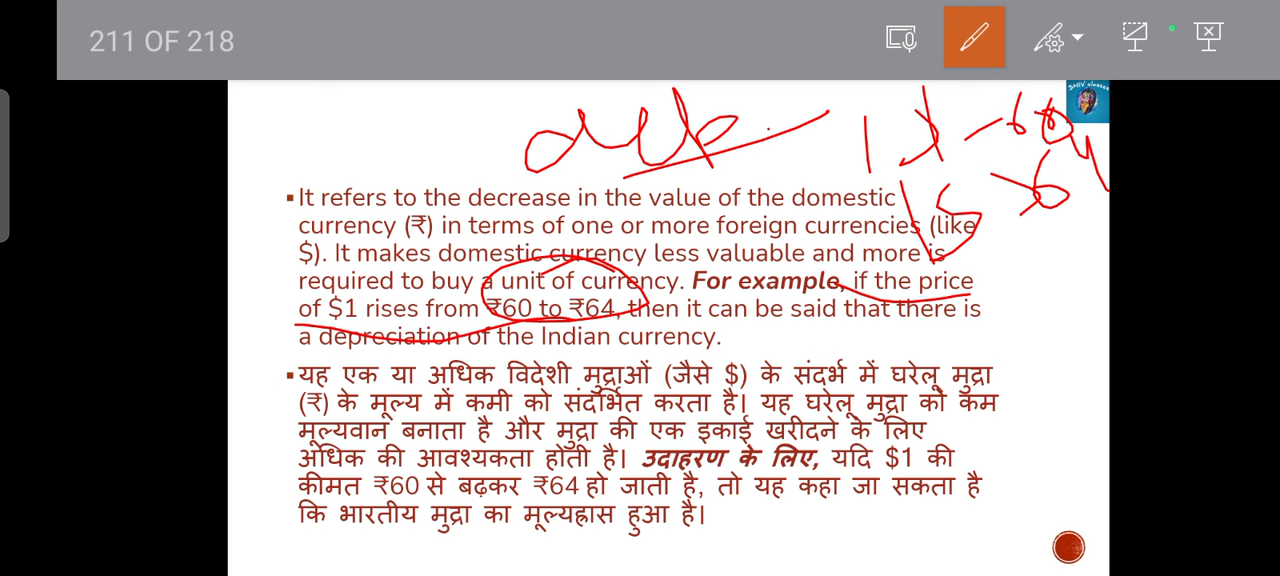 211 OF 218
SHIV classes
1 $ - 60
▪It refers to the decrease in the value of the domestic
currency (₹) in terms of one or more foreign currencies (like
$). It makes domestic currency less valuable and more is
required to buy a unit of currency. For example, if the price
of $1 rises from ₹60 to ₹64, then it can be said that there is
a depreciation of the Indian currency.
▪यह एक या अधिक विदेशी मुद्राओं (जैसे $) के संदर्भ में घरेलू मुद्रा
(₹) के मूल्य में कमी को संदर्भित करता है। यह घरेलू मुद्रा को कम
मूल्यवान बनाता है और मुद्रा की एक इकाई खरीदने के लिए
अधिक की आवश्यकता होती है। उदाहरण के लिए, यदि $1 की
कीमत ₹60 से बढ़कर ₹64 हो जाती है, तो यह कहा जा सकता है
कि भारतीय मुद्रा का मूल्यह्रास हुआ है।